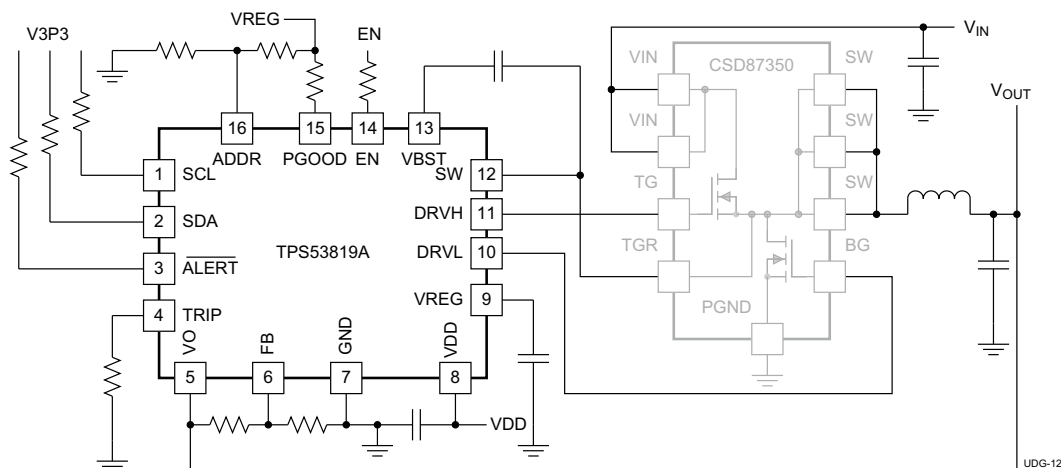 VREG
EN
V3P3
VIN
CSD87350
SW
VIN
VOUT
VIN
SW
16
15
14
13
ADDR
PGOOD
EN
VBST
SW
12
TG
SW
1
SCL
DRVH
11
2
SDA
TPS53819A
DRVL
10
TGR
BG
3
ALERT
VREG
9
PGND
4
TRIP
VO
FB
GND
VDD
5
6
7
8
VDD
UDG-12